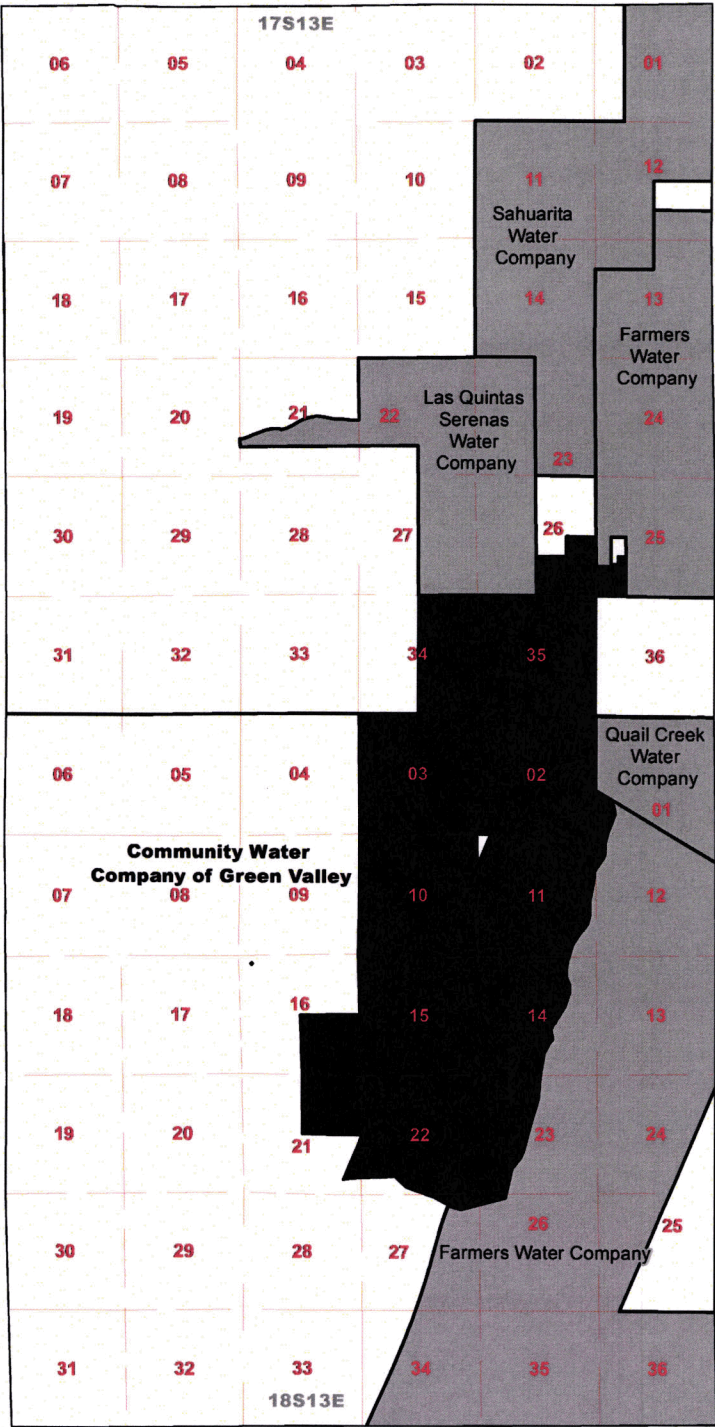 17S13E
06 05 04 03 02 01
07 08 09 10 11 12
Sahuarita
Water
Company
18 17 16 15 14 13
Farmers
Water
Company
19 20 21 22 23 24
Las Quintas
Serenas
Water
Company
30 29 28 27 26 25
31 32 33 34 35 36
Quail Creek
Water
Company
06 05 04 03 02 01
Community Water
Company of Green Valley
07 08 09 10 11 12
18 17 16 15 14 13
19 20 21 22 23 24
30 29 28 27 26 25
Farmers Water Company
31 32 33 34 35 36
18S13E